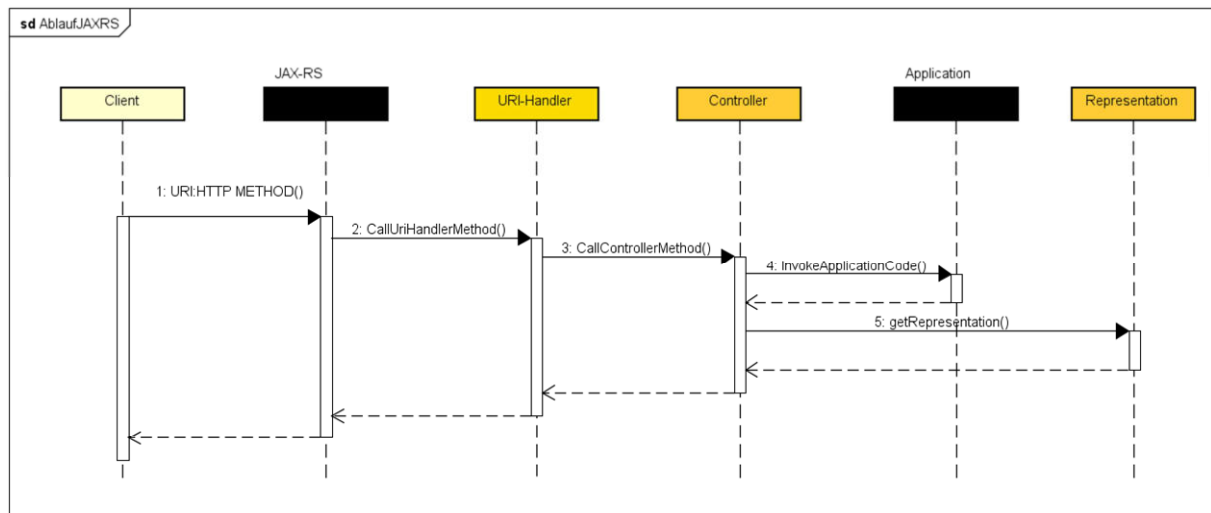 sd AblaufJAXRS
JAX-RS
Application
Client
URI-Handler
Controller
Representation
1: URI:HTTP METHOD()
2: CallUriHandlerMethod()
3: CallControllerMethod()
4: InvokeApplicationCode()
5: getRepresentation()